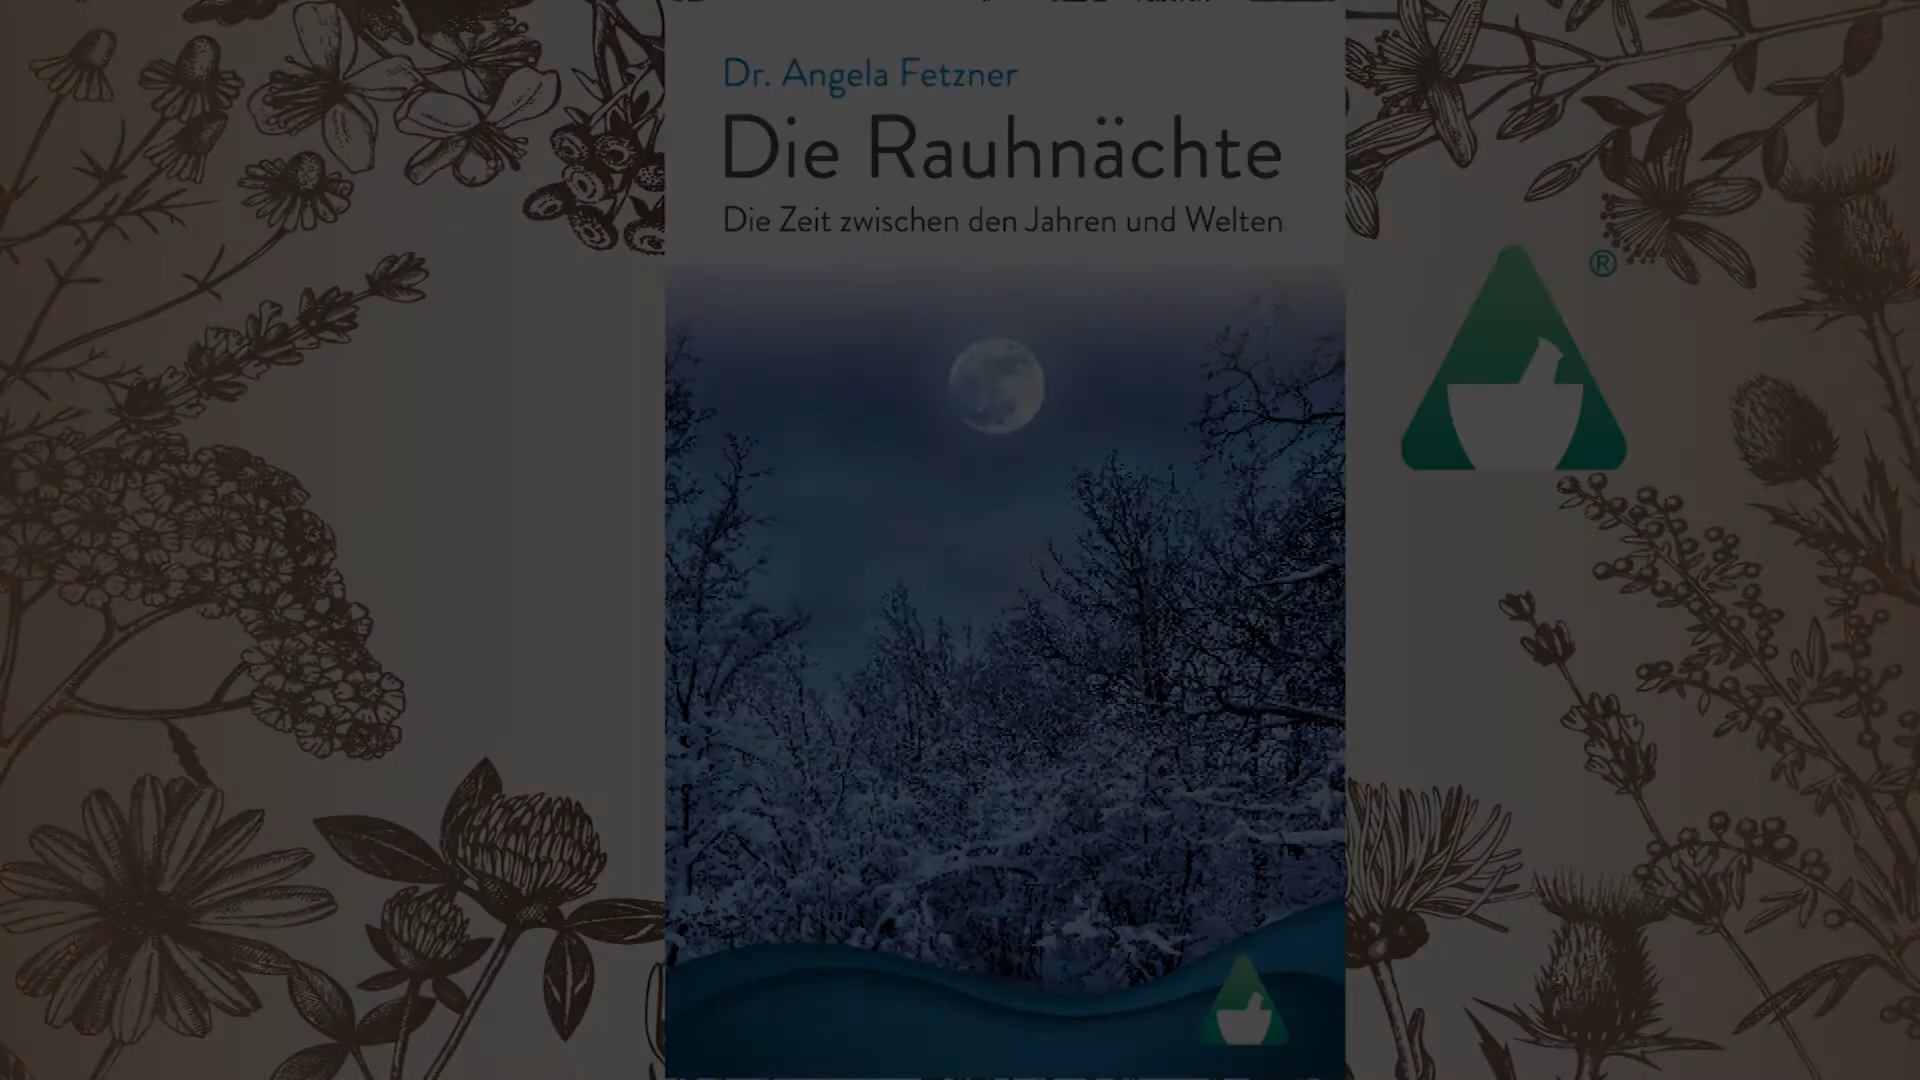 Dr. Angela Fetzner
Die Rauhnächte
Die Zeit zwischen den Jahren und Welten
®